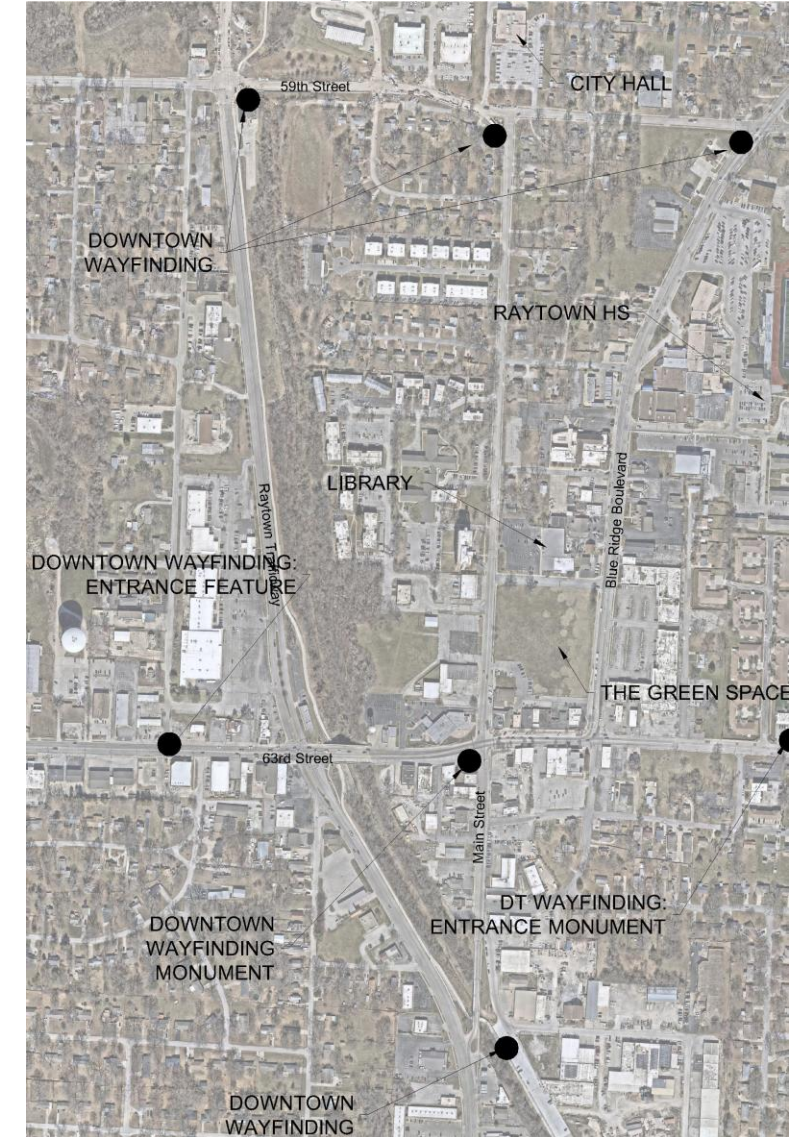 59th Street
CITY HALL
DOWNTOWN
WAYFINDING
RAYTOWN HS
LIBRARY
Blue Ridge Boulevard
Raytown Trafficway
DOWNTOWN WAYFINDING:
ENTRANCE FEATURE
THE GREEN SPACE
63rd Street
Main Street
DT WAYFINDING:
ENTRANCE MONUMENT
DOWNTOWN
WAYFINDING
MONUMENT
DOWNTOWN
WAYFINDING